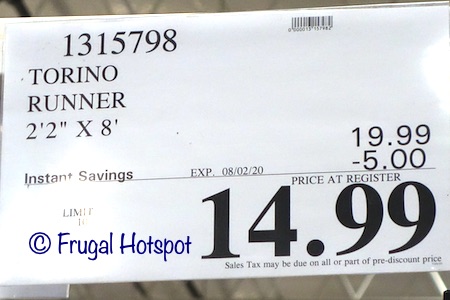 1315798
TORINO
RUNNER
2'2" X 8'
19.99
-5.00
Instant Savings EXP. 08/02/20 PRICE AT REGISTER
LIMIT
14.99
© Frugal Hotspot
Sales Tax may be due on all or part of pre-discount price